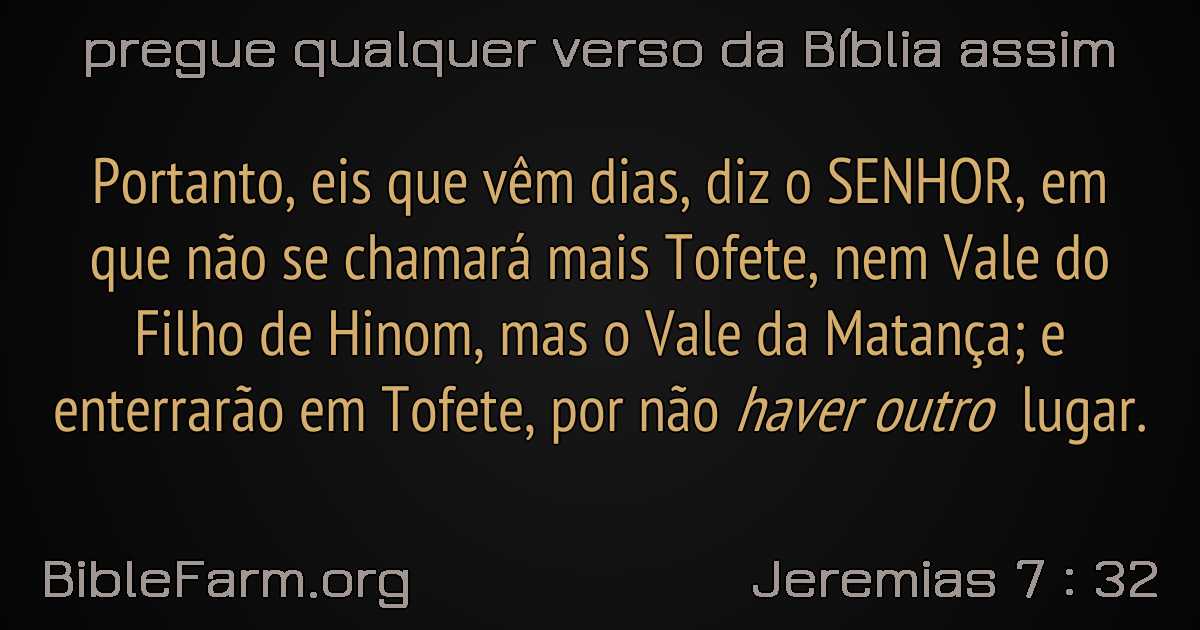 pregue qualquer verso da Bíblia assim
Portanto, eis que vêm dias, diz o SENHOR, em
que não se chamará mais Tofete, nem Vale do
Filho de Hinom, mas o Vale da Matança; e
enterrarão em Tofete, por não haver outro lugar.
BibleFarm.org
Jeremias 7 : 32